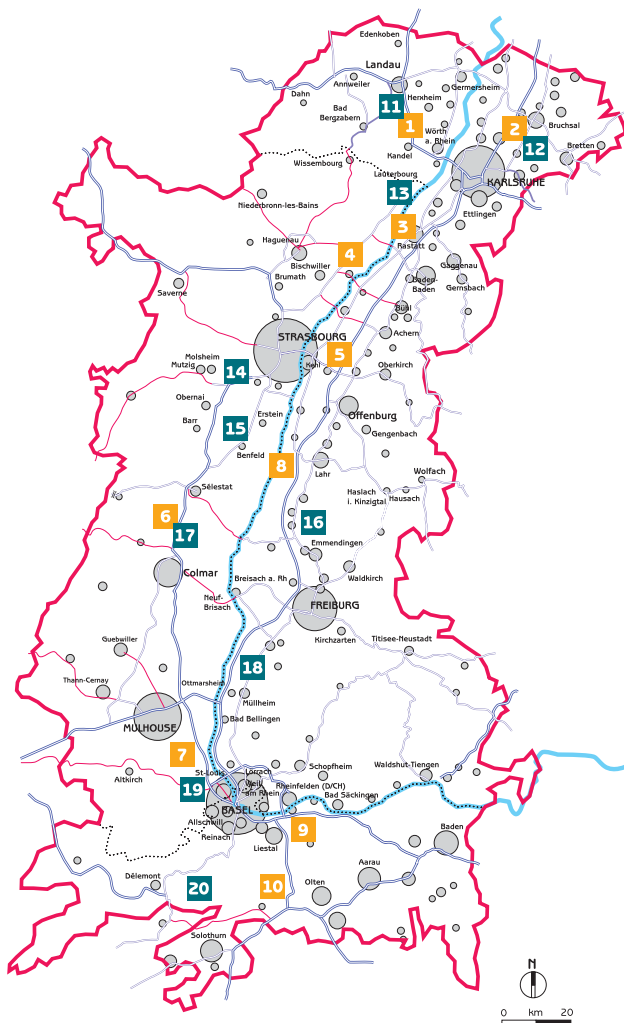 Edenkoben
Landau
Annweiler
Germersheim
Dahn
Herxheim
11
Bad
Bergzabern
1
Wörth
a. Rhein
2
Bruchsal
12
Bretten
Kandel
Wissembourg
Lauterbourg
KARLSRUHE
13
Niederbronn-les-Bains
Ettlingen
3
Rastatt
Haguenau
4
Bischwiller
Gaggenau
Brumath
Baden-
Baden
Gernsbach
Saverne
Bühl
Achern
STRASBOURG
5
Molsheim
Mutzig
Kehl
Oberkirch
14
Obernai
Offenburg
Erstein
Barr
15
Gengenbach
Benfeld
8
Lahr
Wolfach
Sélestat
Haslach
i. Kinzigtal
Hausach
6
16
17
Emmendingen
Colmar
Waldkirch
Breisach a. Rh
Neuf-
Brisach
FREIBURG
Kirchzarten
Titisee-Neustadt
Guebwiller
18
Thann-Cernay
Ottmarsheim
Müllheim
Bad Bellingen
MULHOUSE
7
Schopfheim
Waldshut-Tiengen
St-Louis
Lörrach
Altkirch
Weil
am Rhein
Rheinfelden (D/CH)
19
Bad Säckingen
BASEL
Allschwill
9
Reinach
Baden
Liestal
Aarau
Délemont
20
10
Olten
Solothurn
N
0 km 20